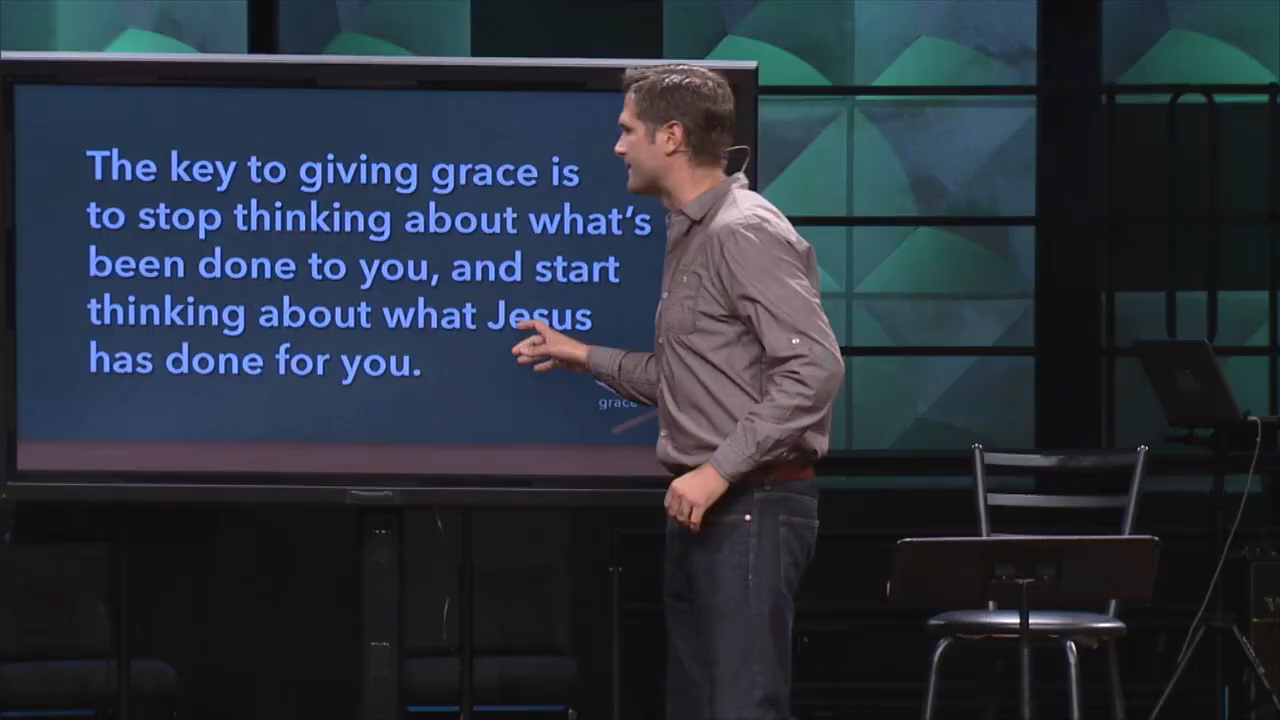 The key to giving grace is
to stop thinking about what's
been done to you, and start
thinking about what Jesus
has done for you.
grace